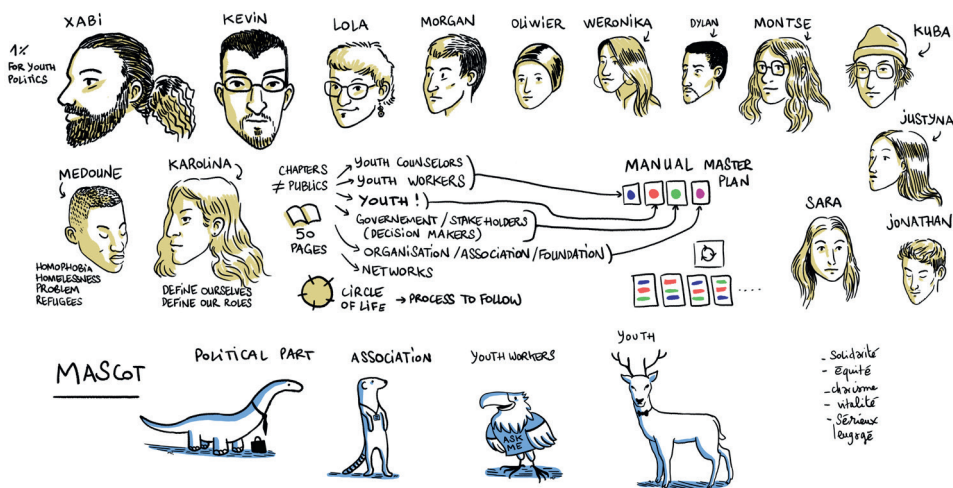 XABI
KEVIN
LOLA
MORGAN
OLIWIER
WERONIKA
DYLAN
MONTSE
KUBA
1%
FOR YOUTH
POLITICS
JUSTYNA
MEDOUNE
KAROLINA
CHAPTERS
≠ PUBLICS
50
PAGES
YOUTH COUNSELORS
YOUTH WORKERS
YOUTH !
GOVERNEMENT/STAKEHOLDERS
(DECISION MAKERS)
ORGANISATION/ASSOCIATION/FOUNDATION
NETWORKS
MANUAL MASTER
PLAN
SARA
JONATHAN
HOMOPHOBIA
HOMELESSNESS
PROBLEM
REFUGEES
DEFINE OURSELVES
DEFINE OUR ROLES
CIRCLE
OF LIFE → PROCESS TO FOLLOW
.....
MASCOT
POLITICAL PART
ASSOCIATION
YOUTH WORKERS
YOUTH
ASK
ME
- Solidarité
- équité
- charisme
- vitalité
- Sérieux
engagé